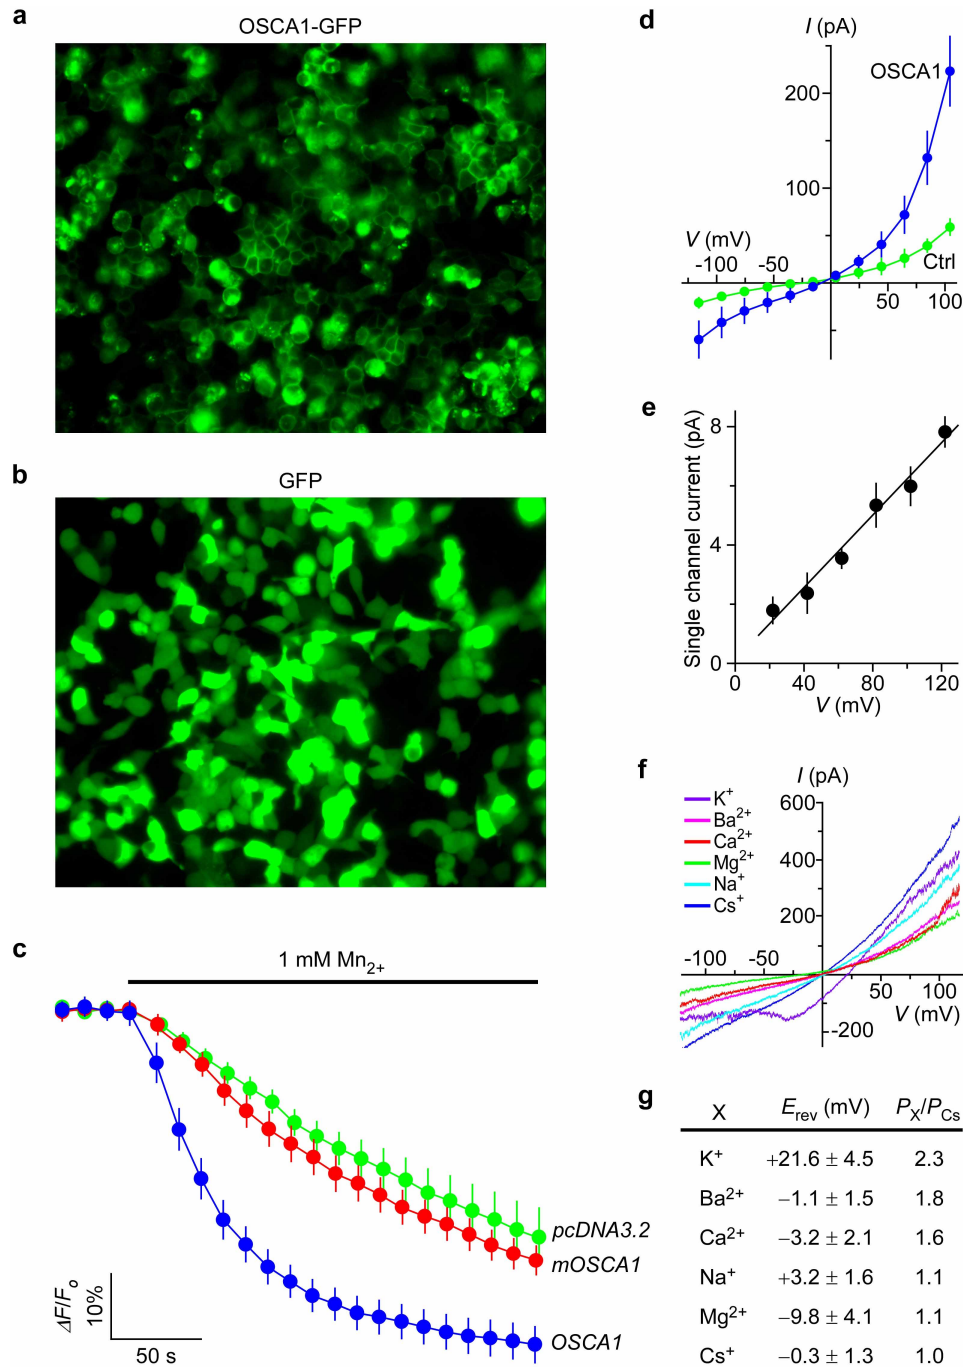 a
OSCA1-GFP
b
GFP
c
1 mM Mn2+
pcDNA3.2
mOSCA1
OSCA1
ΔF/Fo
10%
50 s
d
I (pA)
OSCA1
200
100
V (mV)
-100 -50
Ctrl
50 100
e
Single channel current (pA)
8
4
0
0 40 80 120
V (mV)
f
I (pA)
K+
Ba2+
Ca2+
Mg2+
Na+
Cs+
600
400
200
-100 -50
50 100
V (mV)
-200
g
X Erev (mV) PX/PCs
K+ +21.6 ± 4.5 2.3
Ba2+ −1.1 ± 1.5 1.8
Ca2+ −3.2 ± 2.1 1.6
Na+ +3.2 ± 1.6 1.1
Mg2+ −9.8 ± 4.1 1.1
Cs+ −0.3 ± 1.3 1.0